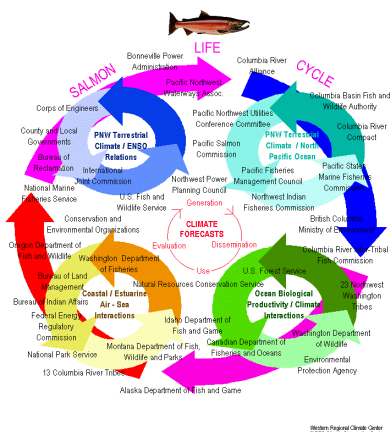 LIFE
SALMON
CYCLE
Bonneville Power
Administration
Pacific Northwest
Waterways Assoc.
Columbia River
Alliance
Corps of Engineers
County and Local
Governments
Bureau of
Reclamation
National Marine
Fisheries Service
International
Joint Commission
U.S. Fish and
Wildlife Service
PNW Terrestrial
Climate / ENSO
Relations
Pacific Northwest Utilities
Conference Committee
Pacific Salmon
Commission
Northwest Power
Planning Council
Columbia Basin Fish and
Wildlife Authority
Columbia River
Compact
PNW Terrestrial
Climate / North
Pacific Ocean
Pacific Fisheries
Management Council
Pacific States
Marine Fisheries
Commission
Northwest Indian
Fisheries Commission
British Columbia
Ministry of Environment
Generation
CLIMATE
FORECASTS
Evaluation
Dissemination
Use
Conservation and
Environmental Organizations
Oregon Department of
Fish and Wildlife
Washington Department
of Fisheries
Bureau of Land
Management
Bureau of Indian Affairs
Federal Energy
Regulatory
Commission
National Park Service
Coastal / Estuarine
Air - Sea
Interactions
Natural Resources Conservation Service
Idaho Department of
Fish and Game
Montana Department of Fish,
Wildlife and Parks
13 Columbia River Tribes
Alaska Department of Fish and Game
Columbia River Inter-Tribal
Fish Commission
U.S. Forest Service
23 Northwest
Washington
Tribes
Ocean Biological
Productivity / Climate
Interactions
Washington Department
of Wildlife
Canadian Department of
Fisheries and Oceans
Environmental
Protection Agency
Western Regional Climate Center